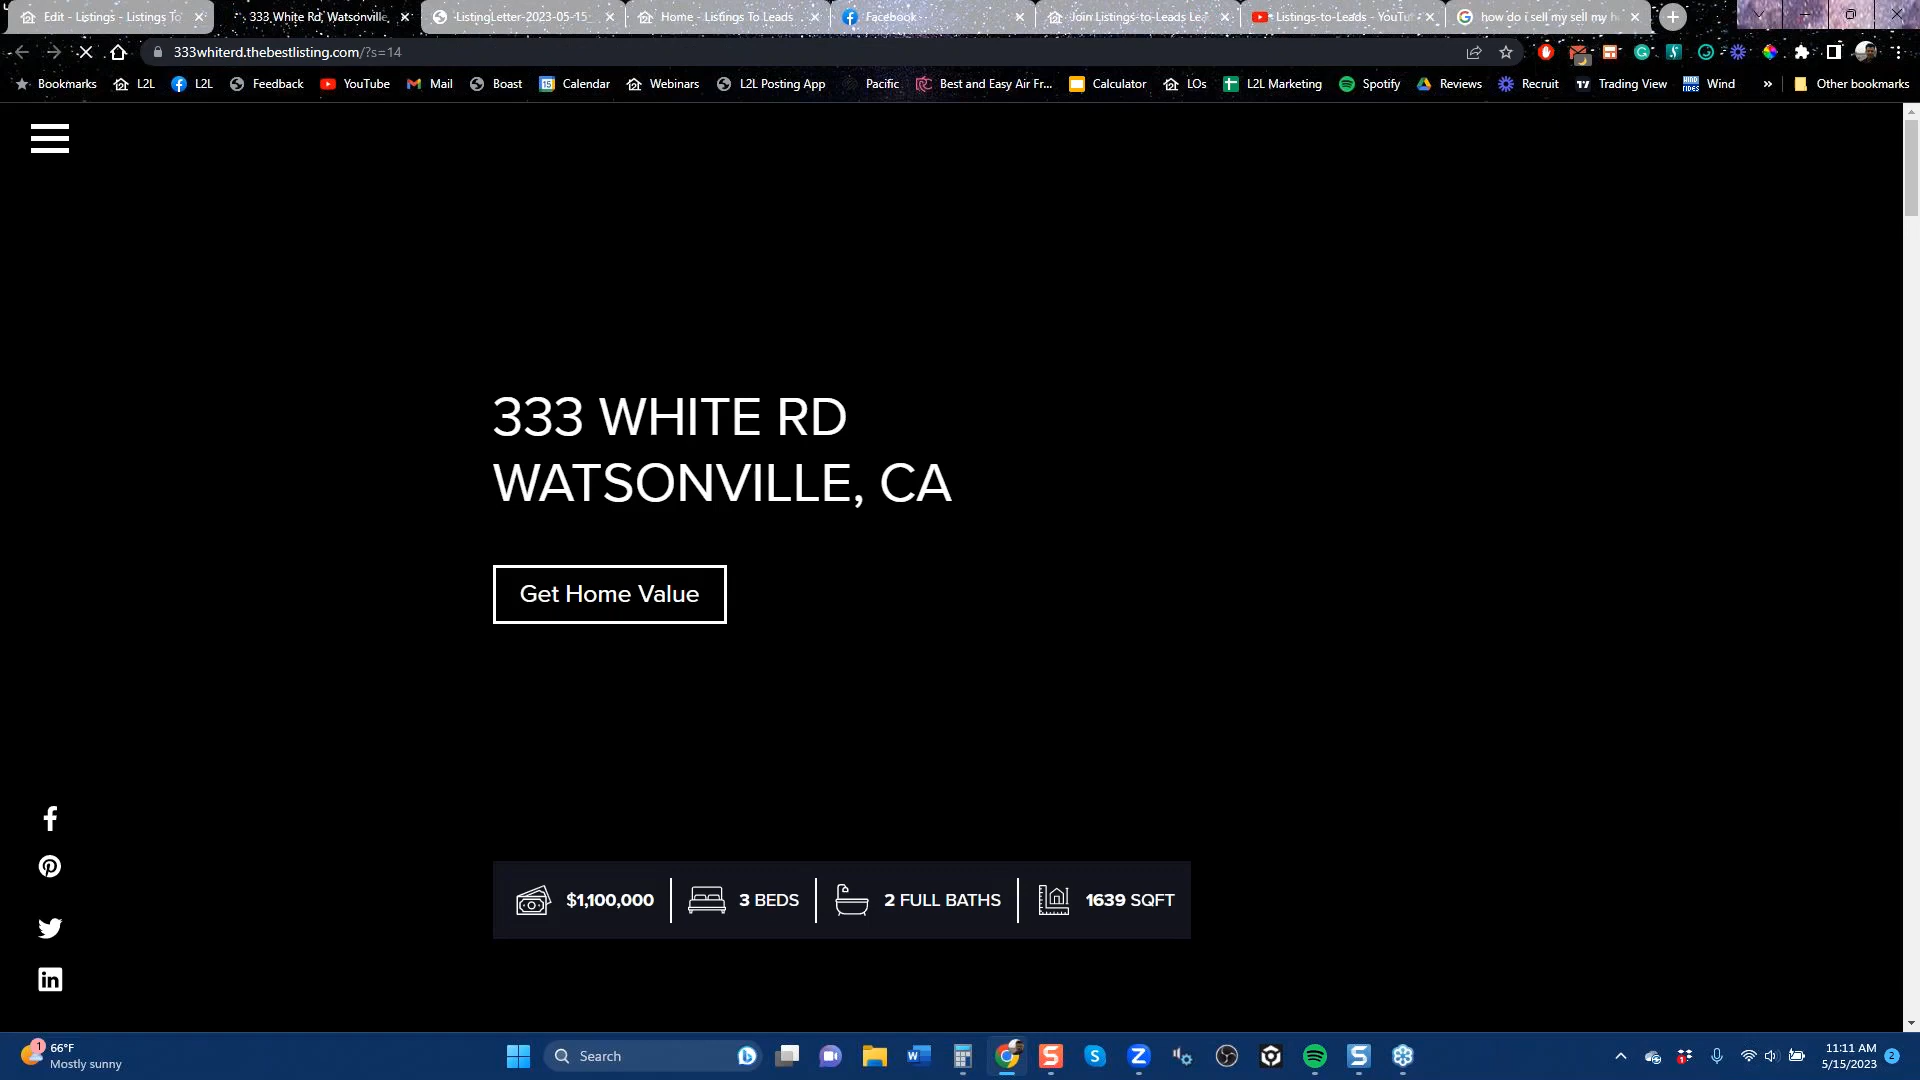 Edit - Listings - Listings To
333 White Rd, Watsonville,
ListingLetter-2023-05-15
Home - Listings To Leads
Facebook
Join Listings-to-Leads Le
Listings-to-Leads - YouTu
how do i sell my sell my h
333whiterd.thebestlisting.com/?s=14
Bookmarks
L2L
L2L
Feedback
YouTube
Mail
Boast
Calendar
Webinars
L2L Posting App
Pacific
Best and Easy Air Fr...
Calculator
LOs
L2L Marketing
Spotify
Reviews
Recruit
Trading View
Wind
»
Other bookmarks
333 WHITE RD
WATSONVILLE, CA
Get Home Value
$1,100,000
3 BEDS
2 FULL BATHS
1639 SQFT
66°F
Mostly sunny
Search
11:11 AM
5/15/2023
2